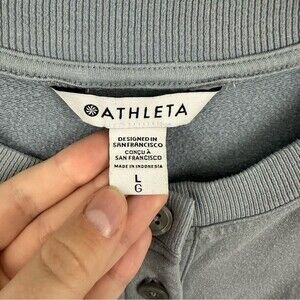 ATHLETA
DESIGNED IN
SAN FRANCISCO
CONÇU À
SAN FRANCISCO
MADE IN INDONESIA
L
G